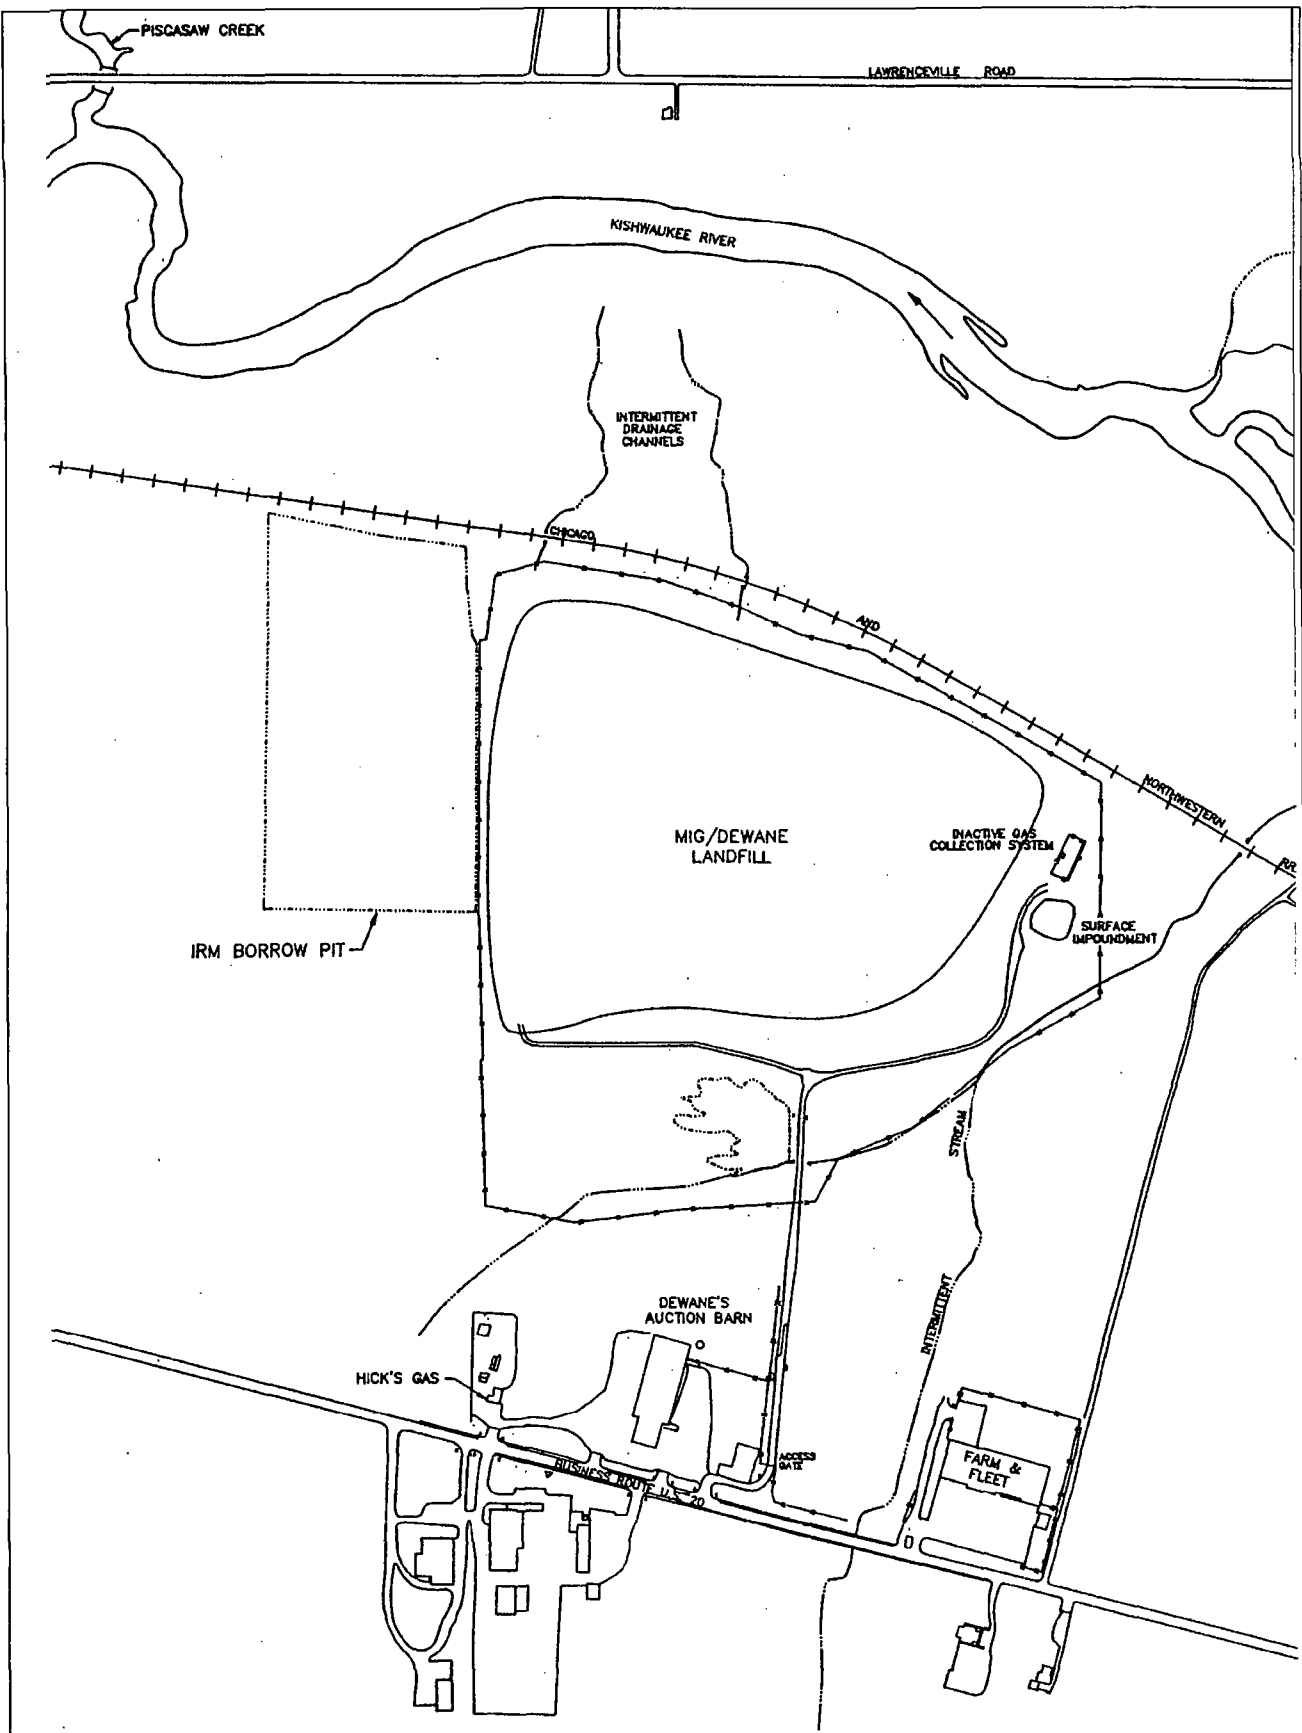 PISCASAW CREEK
LAWRENCEVILLE ROAD
KISHWAUKEE RIVER
INTERMITTENT
DRAINAGE
CHANNELS
CHICAGO
AND
NORTHWESTERN
RR.
MIG/DEWANE
LANDFILL
INACTIVE GAS
COLLECTION SYSTEM
SURFACE
IMPOUNDMENT
IRM BORROW PIT
STREAM
INTERMITTENT
DEWANE'S
AUCTION BARN
HICK'S GAS
ACCESS
GATE
FARM &
FLEET
BUSINESS ROUTE U.S. 20